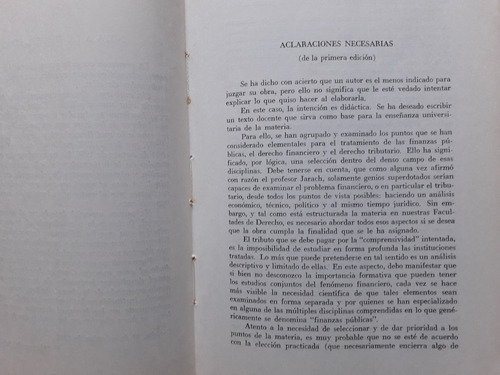 ACLARACIONES NECESARIAS
(de la primera edición)
Se ha dicho con acierto que un autor es el menos indicado para
juzgar su obra, pero ello no significa que le esté vedado intentar
explicar lo que quiso hacer al elaborarla.
En este caso, la intención es didáctica. Se ha deseado escribir
un texto docente que sirva como base para la enseñanza univer-
sitaria de la materia.
Para ello, se han agrupado y examinado los puntos que se han
considerado elementales para el tratamiento de las finanzas pú-
blicas, el derecho financiero y el derecho tributario. Ello ha signi-
ficado, por lógica, una selección dentro del denso campo de esas
disciplinas. Debe tenerse en cuenta, que como alguna vez afirmó
con razón el profesor Jarach, solamente genios superdotados serían
capaces de examinar el problema financiero, o en particular el tribu-
tario, desde todos los puntos de vista posibles: haciendo un análisis
económico, técnico, político y al mismo tiempo jurídico. Sin em-
bargo, y tal como está estructurada la materia en nuestras Facul-
tades de Derecho, es necesario abordar todos esos aspectos si se desea
que la obra cumpla la finalidad que se le ha asignado.
El tributo que se debe pagar por la "comprensividad" intentada,
es la imposibilidad de estudiar en forma profunda las instituciones
tratadas. Lo más que puede pretenderse en tal sentido es un análisis
descriptivo y limitado de ellas. En este aspecto, debo manifestar que
si bien no desconozco la importancia formativa que pueden tener
los estudios conjuntos del fenómeno financiero, cada vez se hace
más visible la necesidad científica de que tales elementos sean
examinados en forma separada y por quienes se han especializado
en alguna de las múltiples disciplinas comprendidas en lo que gené-
ricamente se denomina "finanzas públicas".
Atento a la necesidad de seleccionar y de dar prioridad a los
puntos de la materia, es muy probable que no se esté de acuerdo
con la elección practicada (que necesariamente encierra algo de